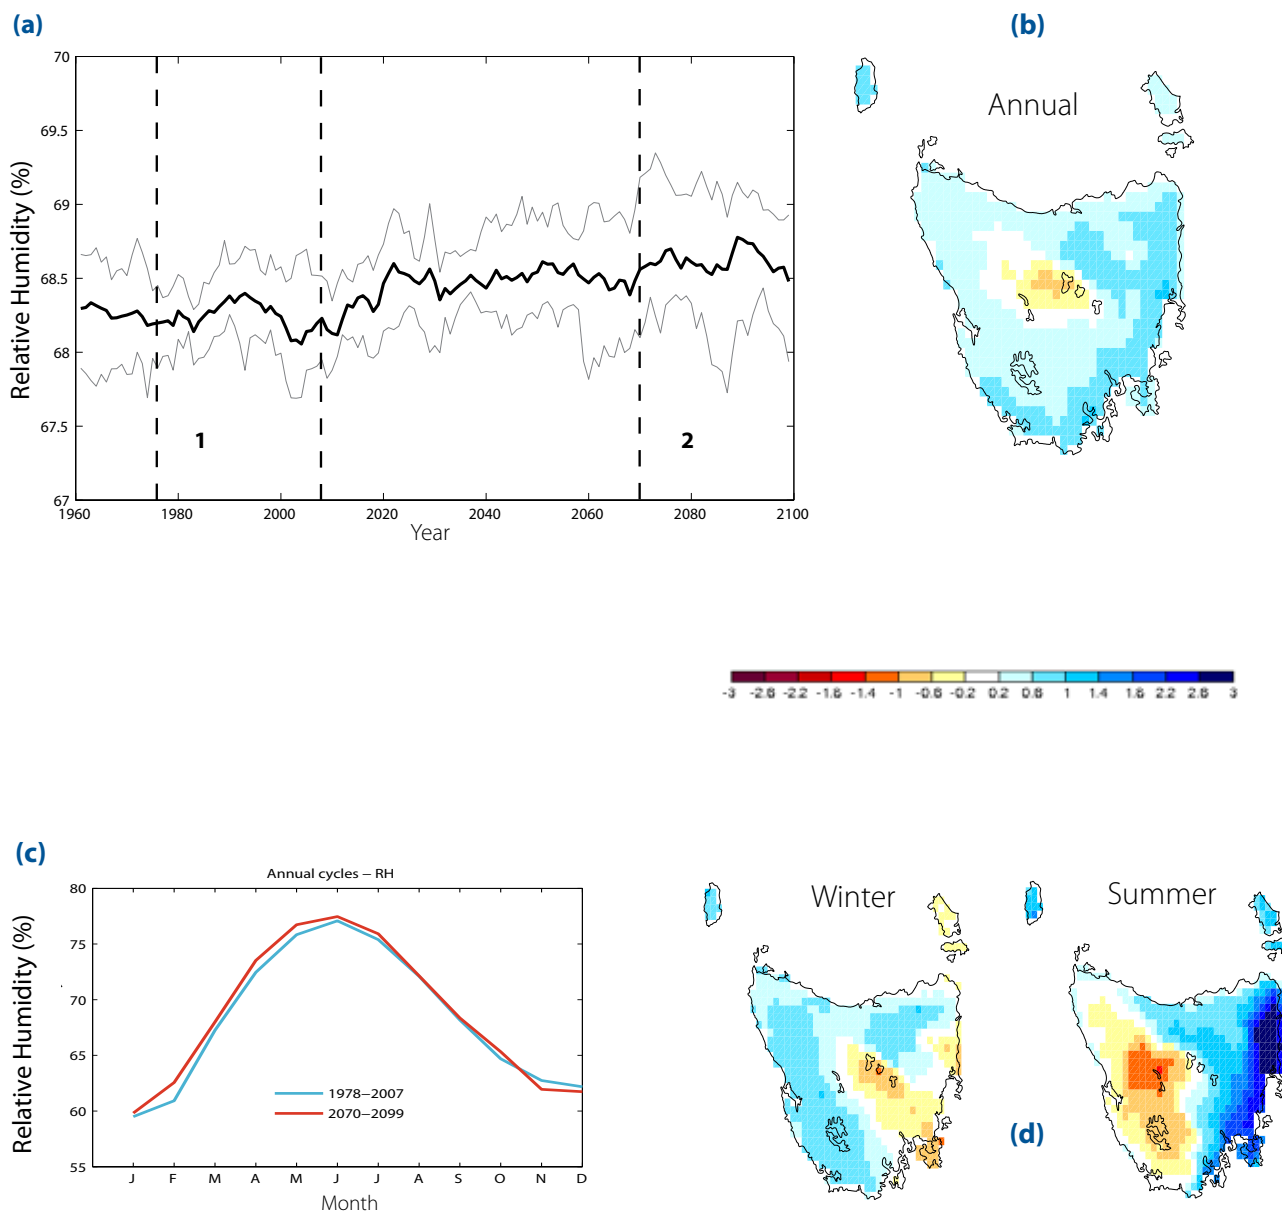 (a)
(b)
70
69.5
69
68.5
68
67.5
67
Relative Humidity (%)
1
2
1960 1980 2000 2020 2040 2060 2080 2100
Year
Annual
-3 -2.6 -2.2 -1.6 -1.4 -1 -0.6 -0.2 0.2 0.6 1 1.4 1.6 2.2 2.6 3
(c)
Annual cycles – RH
80
75
70
65
60
55
Relative Humidity (%)
1978–2007
2070–2099
J F M A M J J A S O N D
Month
Winter
Summer
(d)